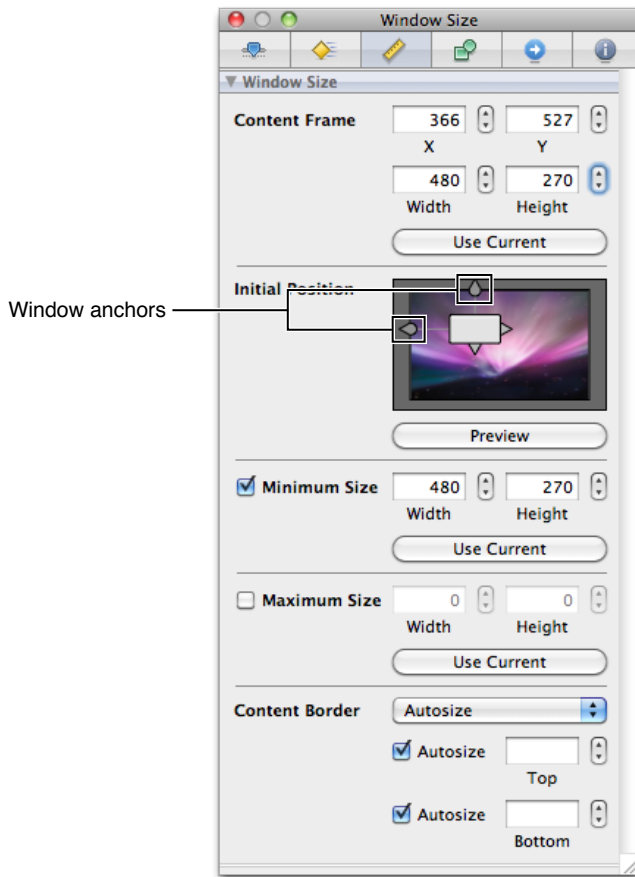 Window Size
Window Size
Content Frame 366 527
X Y
480 270
Width Height
Use Current
Initial Position
Window anchors
Preview
Minimum Size 480 270
Width Height
Use Current
Maximum Size 0 0
Width Height
Use Current
Content Border Autosize
Autosize
Top
Autosize
Bottom